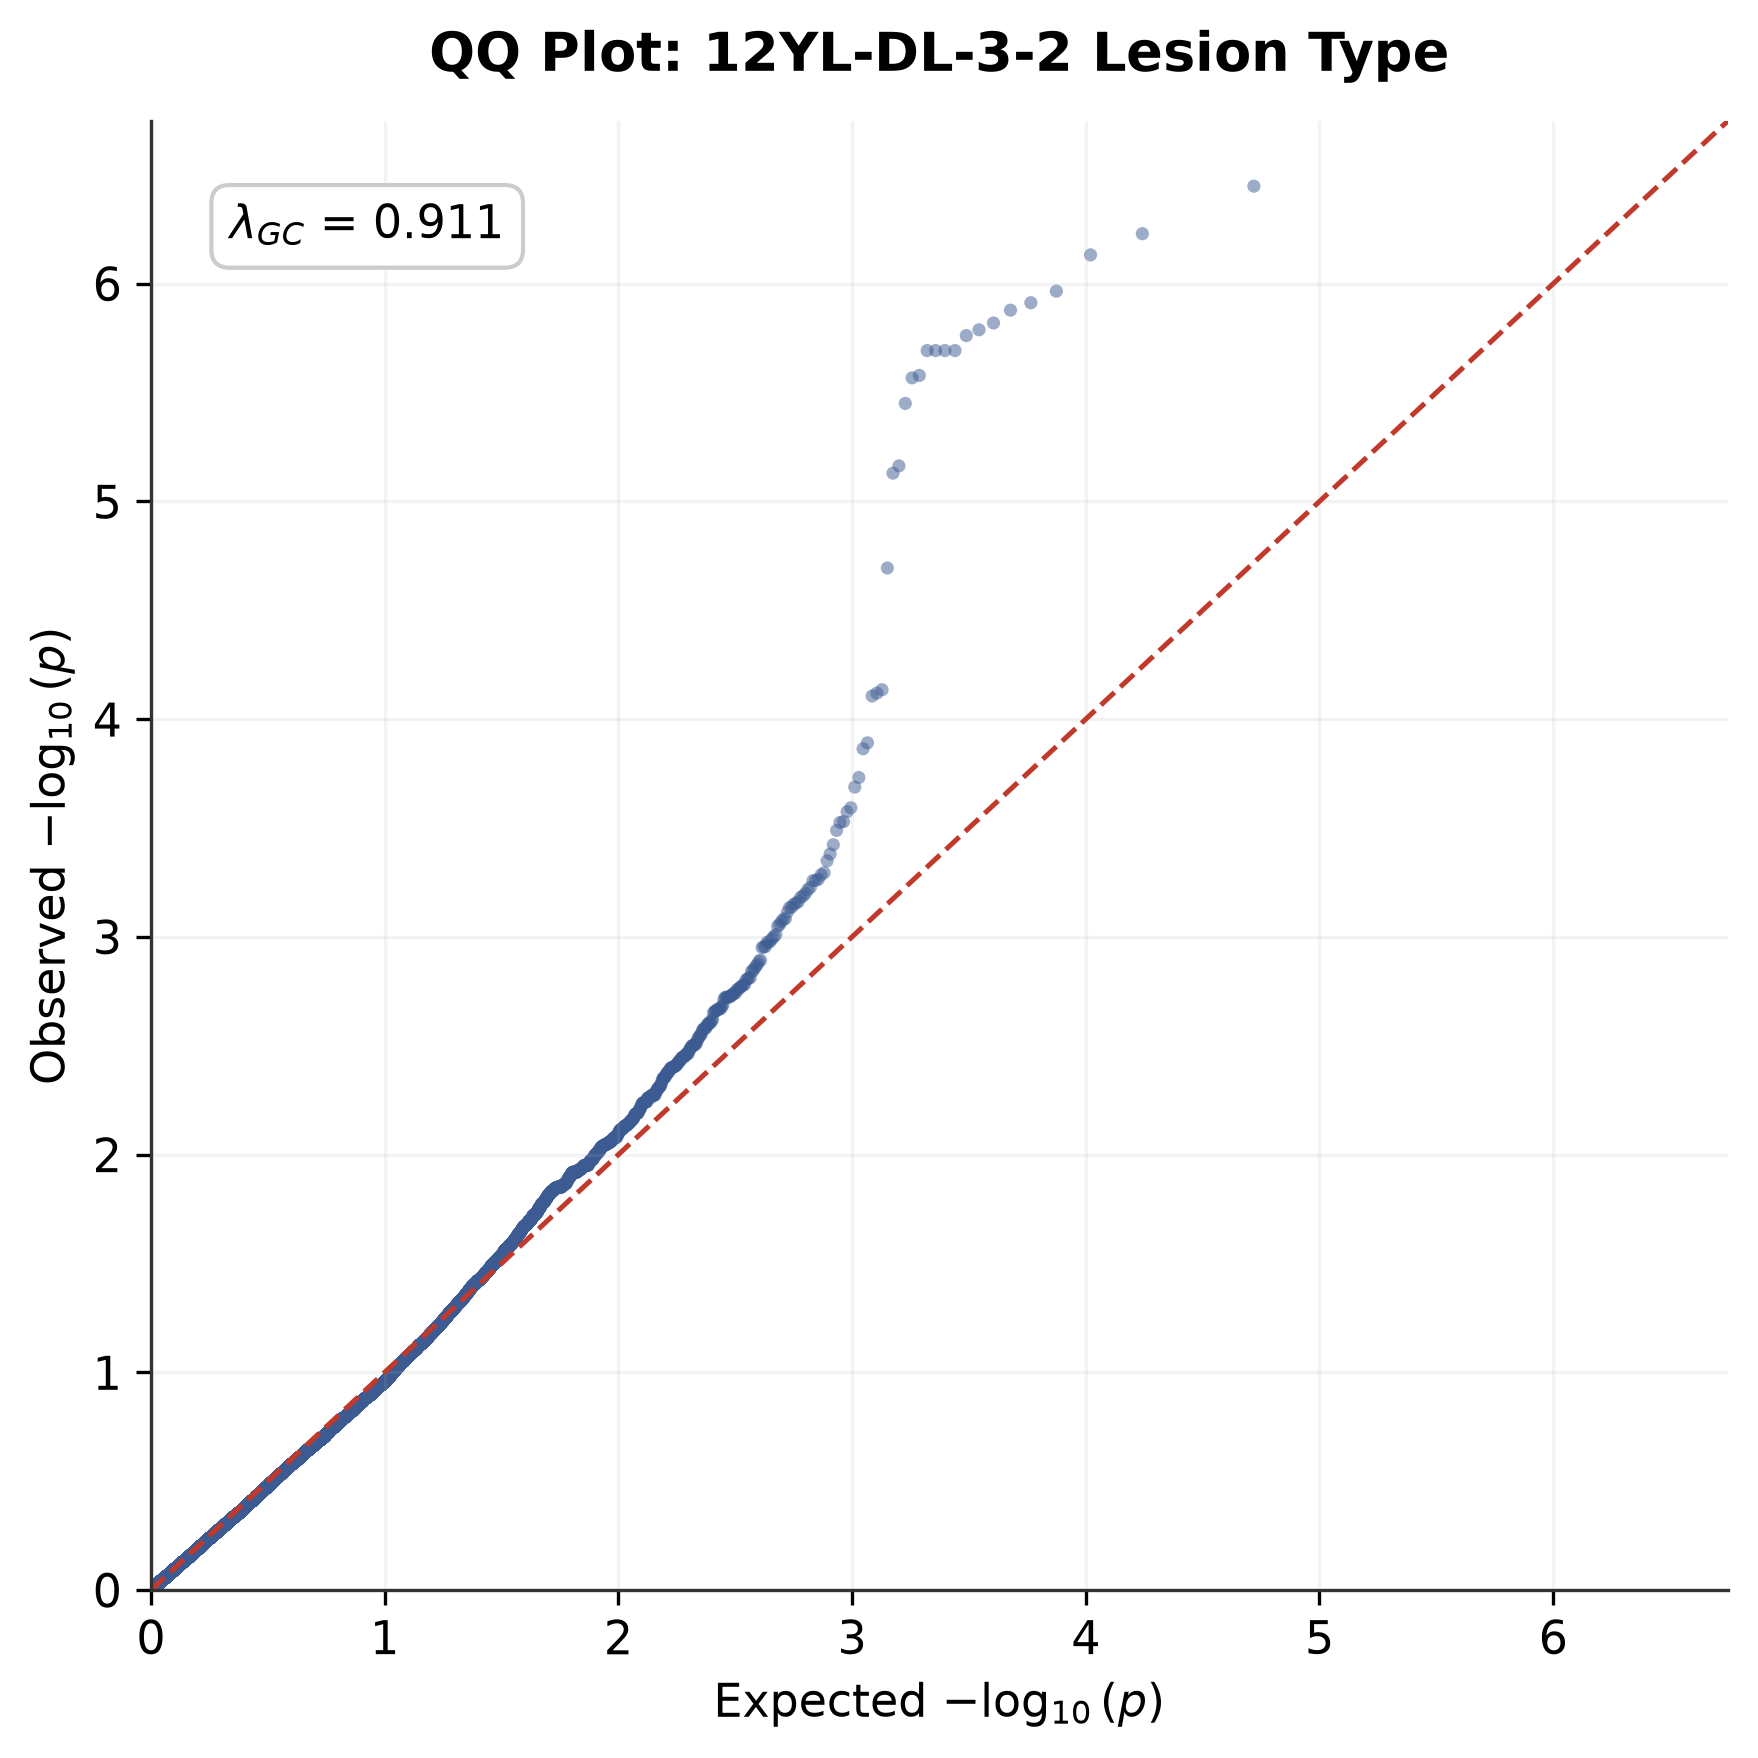 QQ Plot: 12YL-DL-3-2 Lesion Type
λGC = 0.911
Observed −log10(p)
6
5
4
3
2
1
0
0 1 2 3 4 5 6
Expected −log10(p)